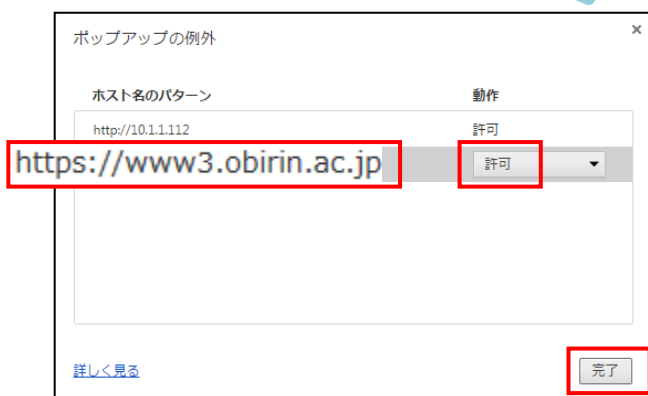 ポップアップの例外 ×
ホスト名のパターン 動作
http://10.1.1.112 許可
https://www3.obirin.ac.jp 許可
詳しく見る 完了